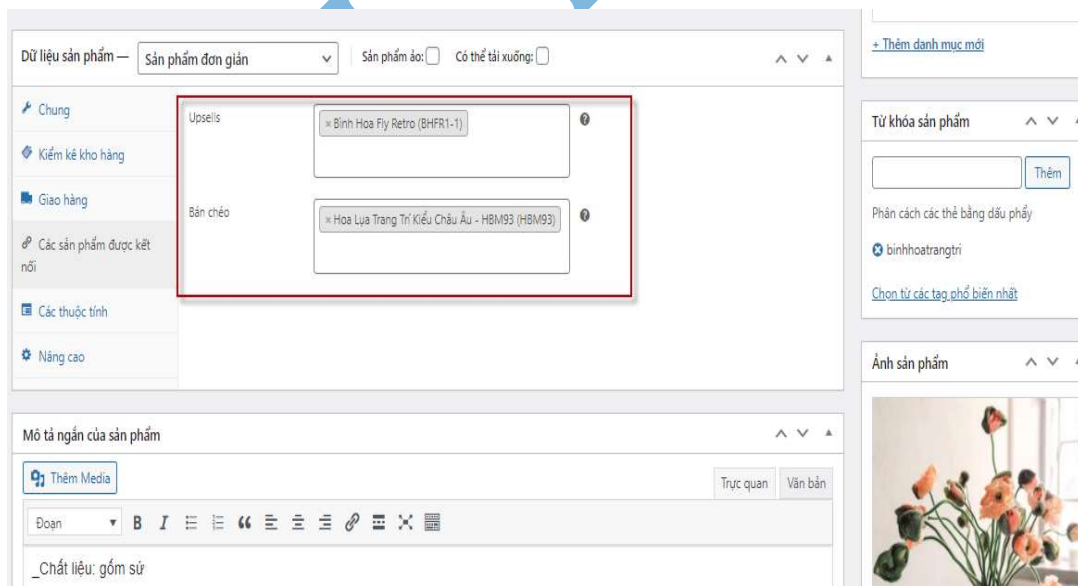 Dữ liệu sản phẩm — Sản phẩm đơn giản Sản phẩm ảo: Có thể tải xuống:
Chung
Kiểm kê kho hàng
Giao hàng
Các sản phẩm được kết
nối
Các thuộc tính
Nâng cao
Upsells
× Bình Hoa Fly Retro (BHFR1-1)
Bán chéo
× Hoa Lụa Trang Trí Kiểu Châu Âu - HBM93 (HBM93)
Mô tả ngắn của sản phẩm
Thêm Media
Trực quan Văn bản
Đoạn
_Chất liệu: gốm sứ
+ Thêm danh mục mới
Từ khóa sản phẩm
Thêm
Phân cách các thẻ bằng dấu phẩy
binhhoatrangtri
Chọn từ các tag phổ biến nhất
Ảnh sản phẩm